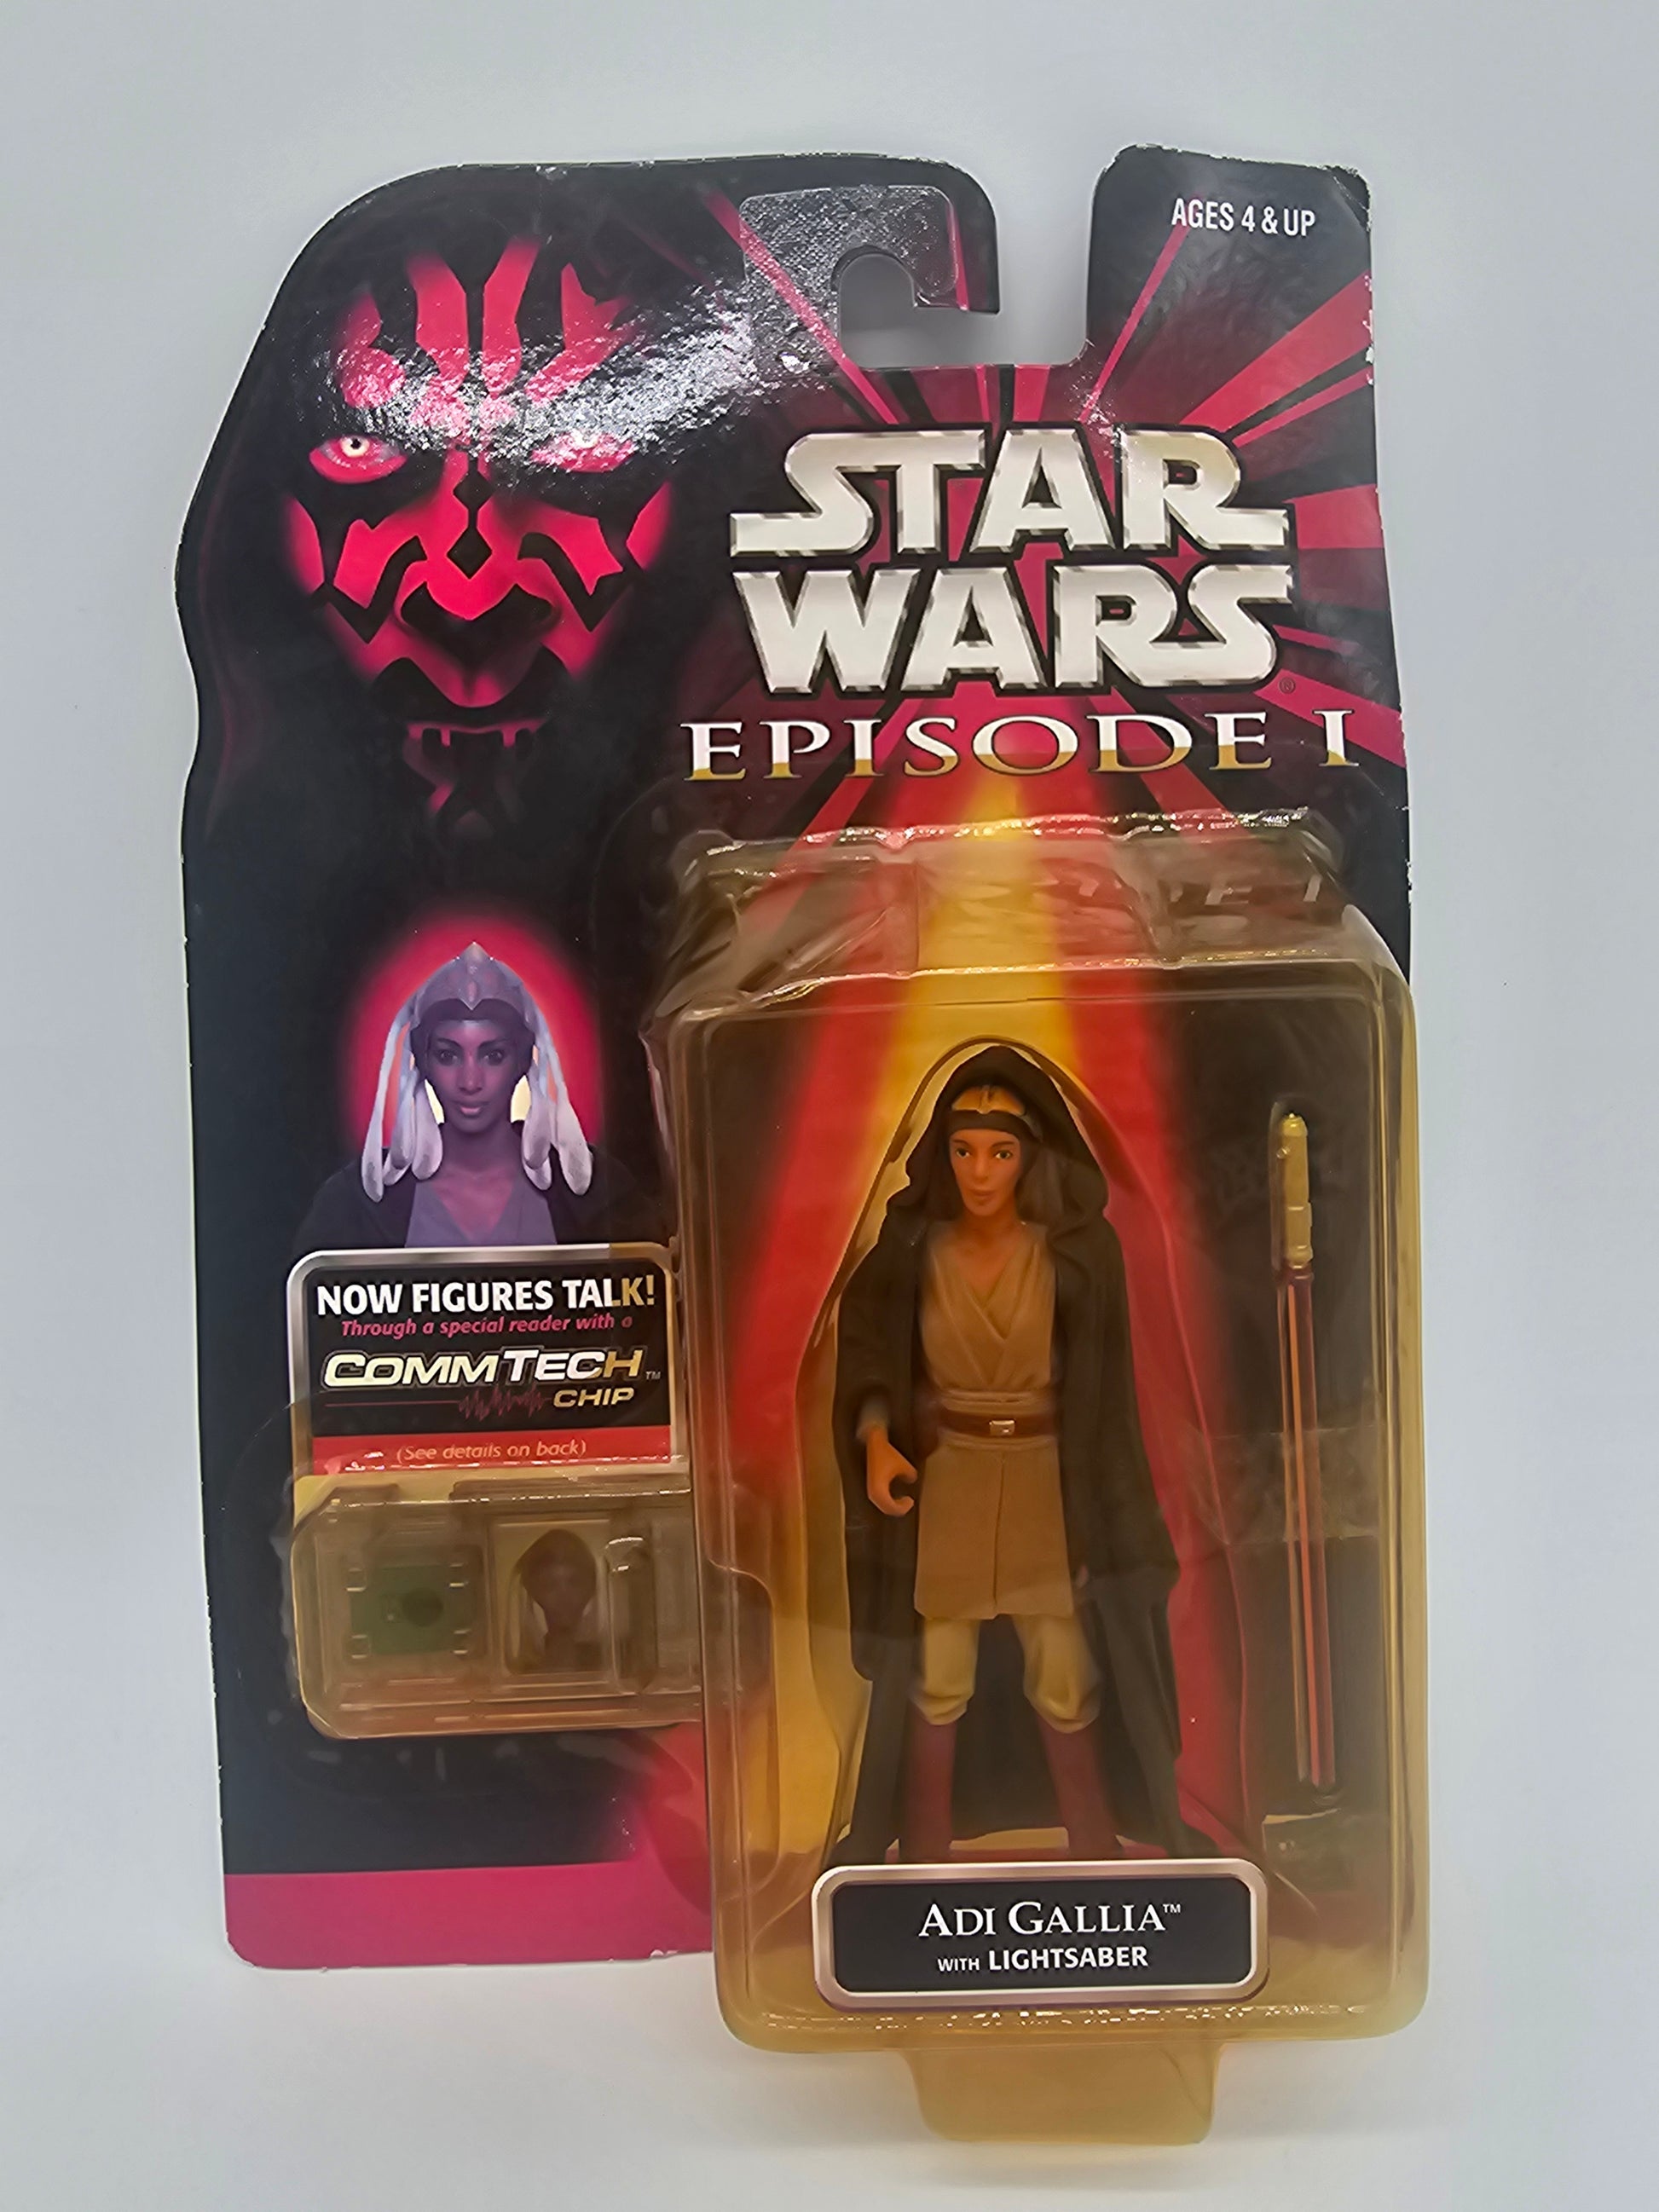 AGES 4 & UP
STAR
WARS®
EPISODE I
NOW FIGURES TALK!
Through a special reader with a
COMMTECH™
CHIP
(See details on back)
ADI GALLIA™
WITH LIGHTSABER